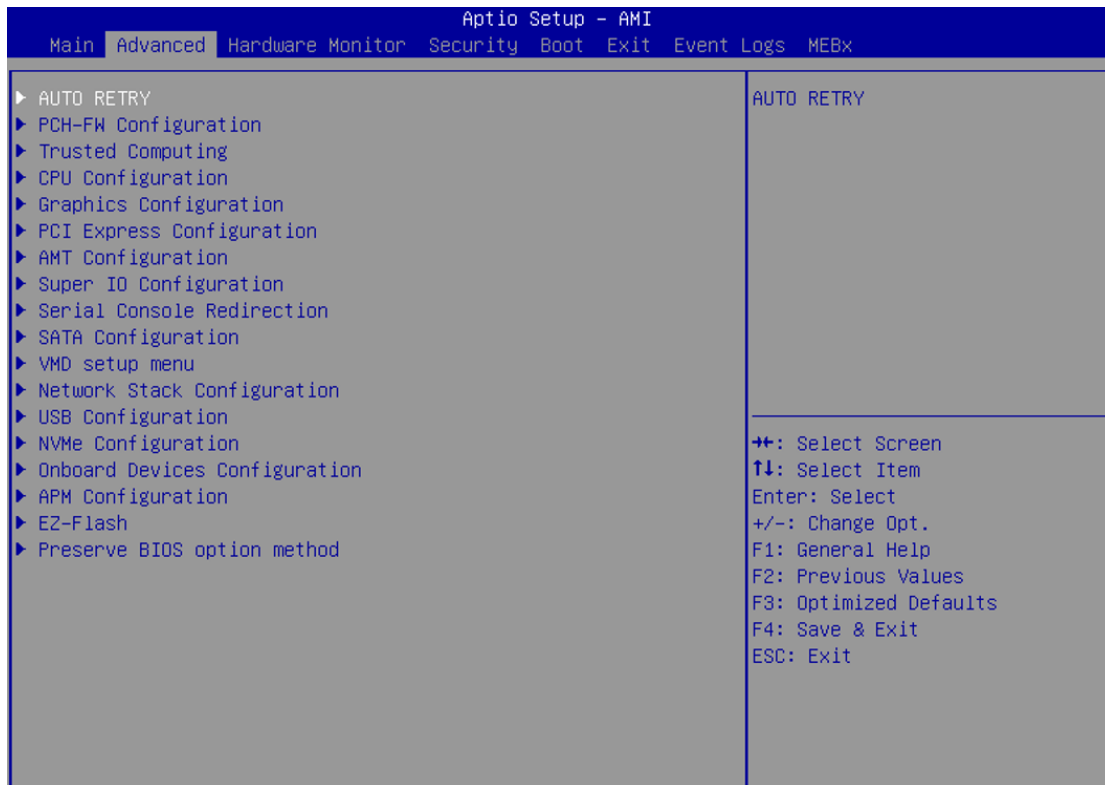 Aptio Setup - AMI
Main Advanced Hardware Monitor Security Boot Exit Event Logs MEBx
AUTO RETRY
PCH-FW Configuration
Trusted Computing
CPU Configuration
Graphics Configuration
PCI Express Configuration
AMT Configuration
Super IO Configuration
Serial Console Redirection
SATA Configuration
VMD setup menu
Network Stack Configuration
USB Configuration
NVMe Configuration
Onboard Devices Configuration
APM Configuration
EZ-Flash
Preserve BIOS option method
AUTO RETRY
→←: Select Screen
↑↓: Select Item
Enter: Select
+/-: Change Opt.
F1: General Help
F2: Previous Values
F3: Optimized Defaults
F4: Save & Exit
ESC: Exit